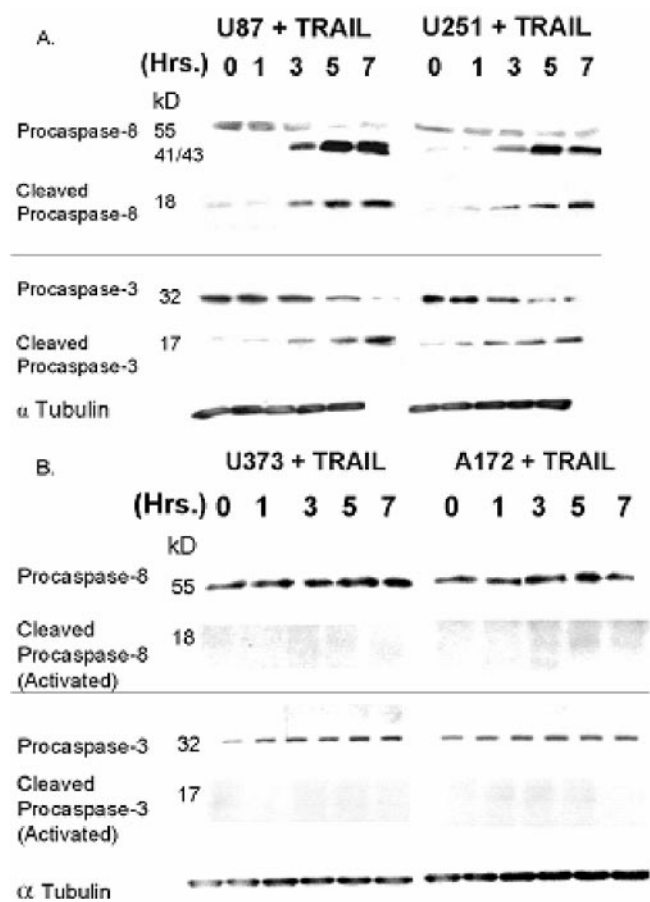 A.
U87 + TRAIL U251 + TRAIL
(Hrs.) 0 1 3 5 7 0 1 3 5 7
kD
Procaspase-8 55
41/43
Cleaved
Procaspase-8 18
Procaspase-3 32
Cleaved 17
Procaspase-3
α Tubulin
B.
U373 + TRAIL A172 + TRAIL
(Hrs.) 0 1 3 5 7 0 1 3 5 7
kD
Procaspase-8 55
Cleaved 18
Procaspase-8
(Activated)
Procaspase-3 32
Cleaved 17
Procaspase-3
(Activated)
α Tubulin